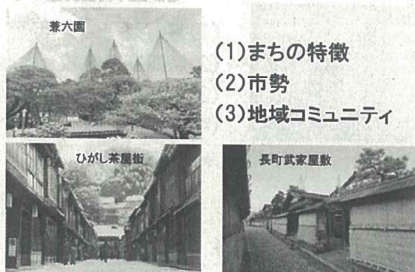 兼六園
(1)まちの特徴
(2)市勢
(3)地域コミュニティ
ひがし茶屋街
長町武家屋敷